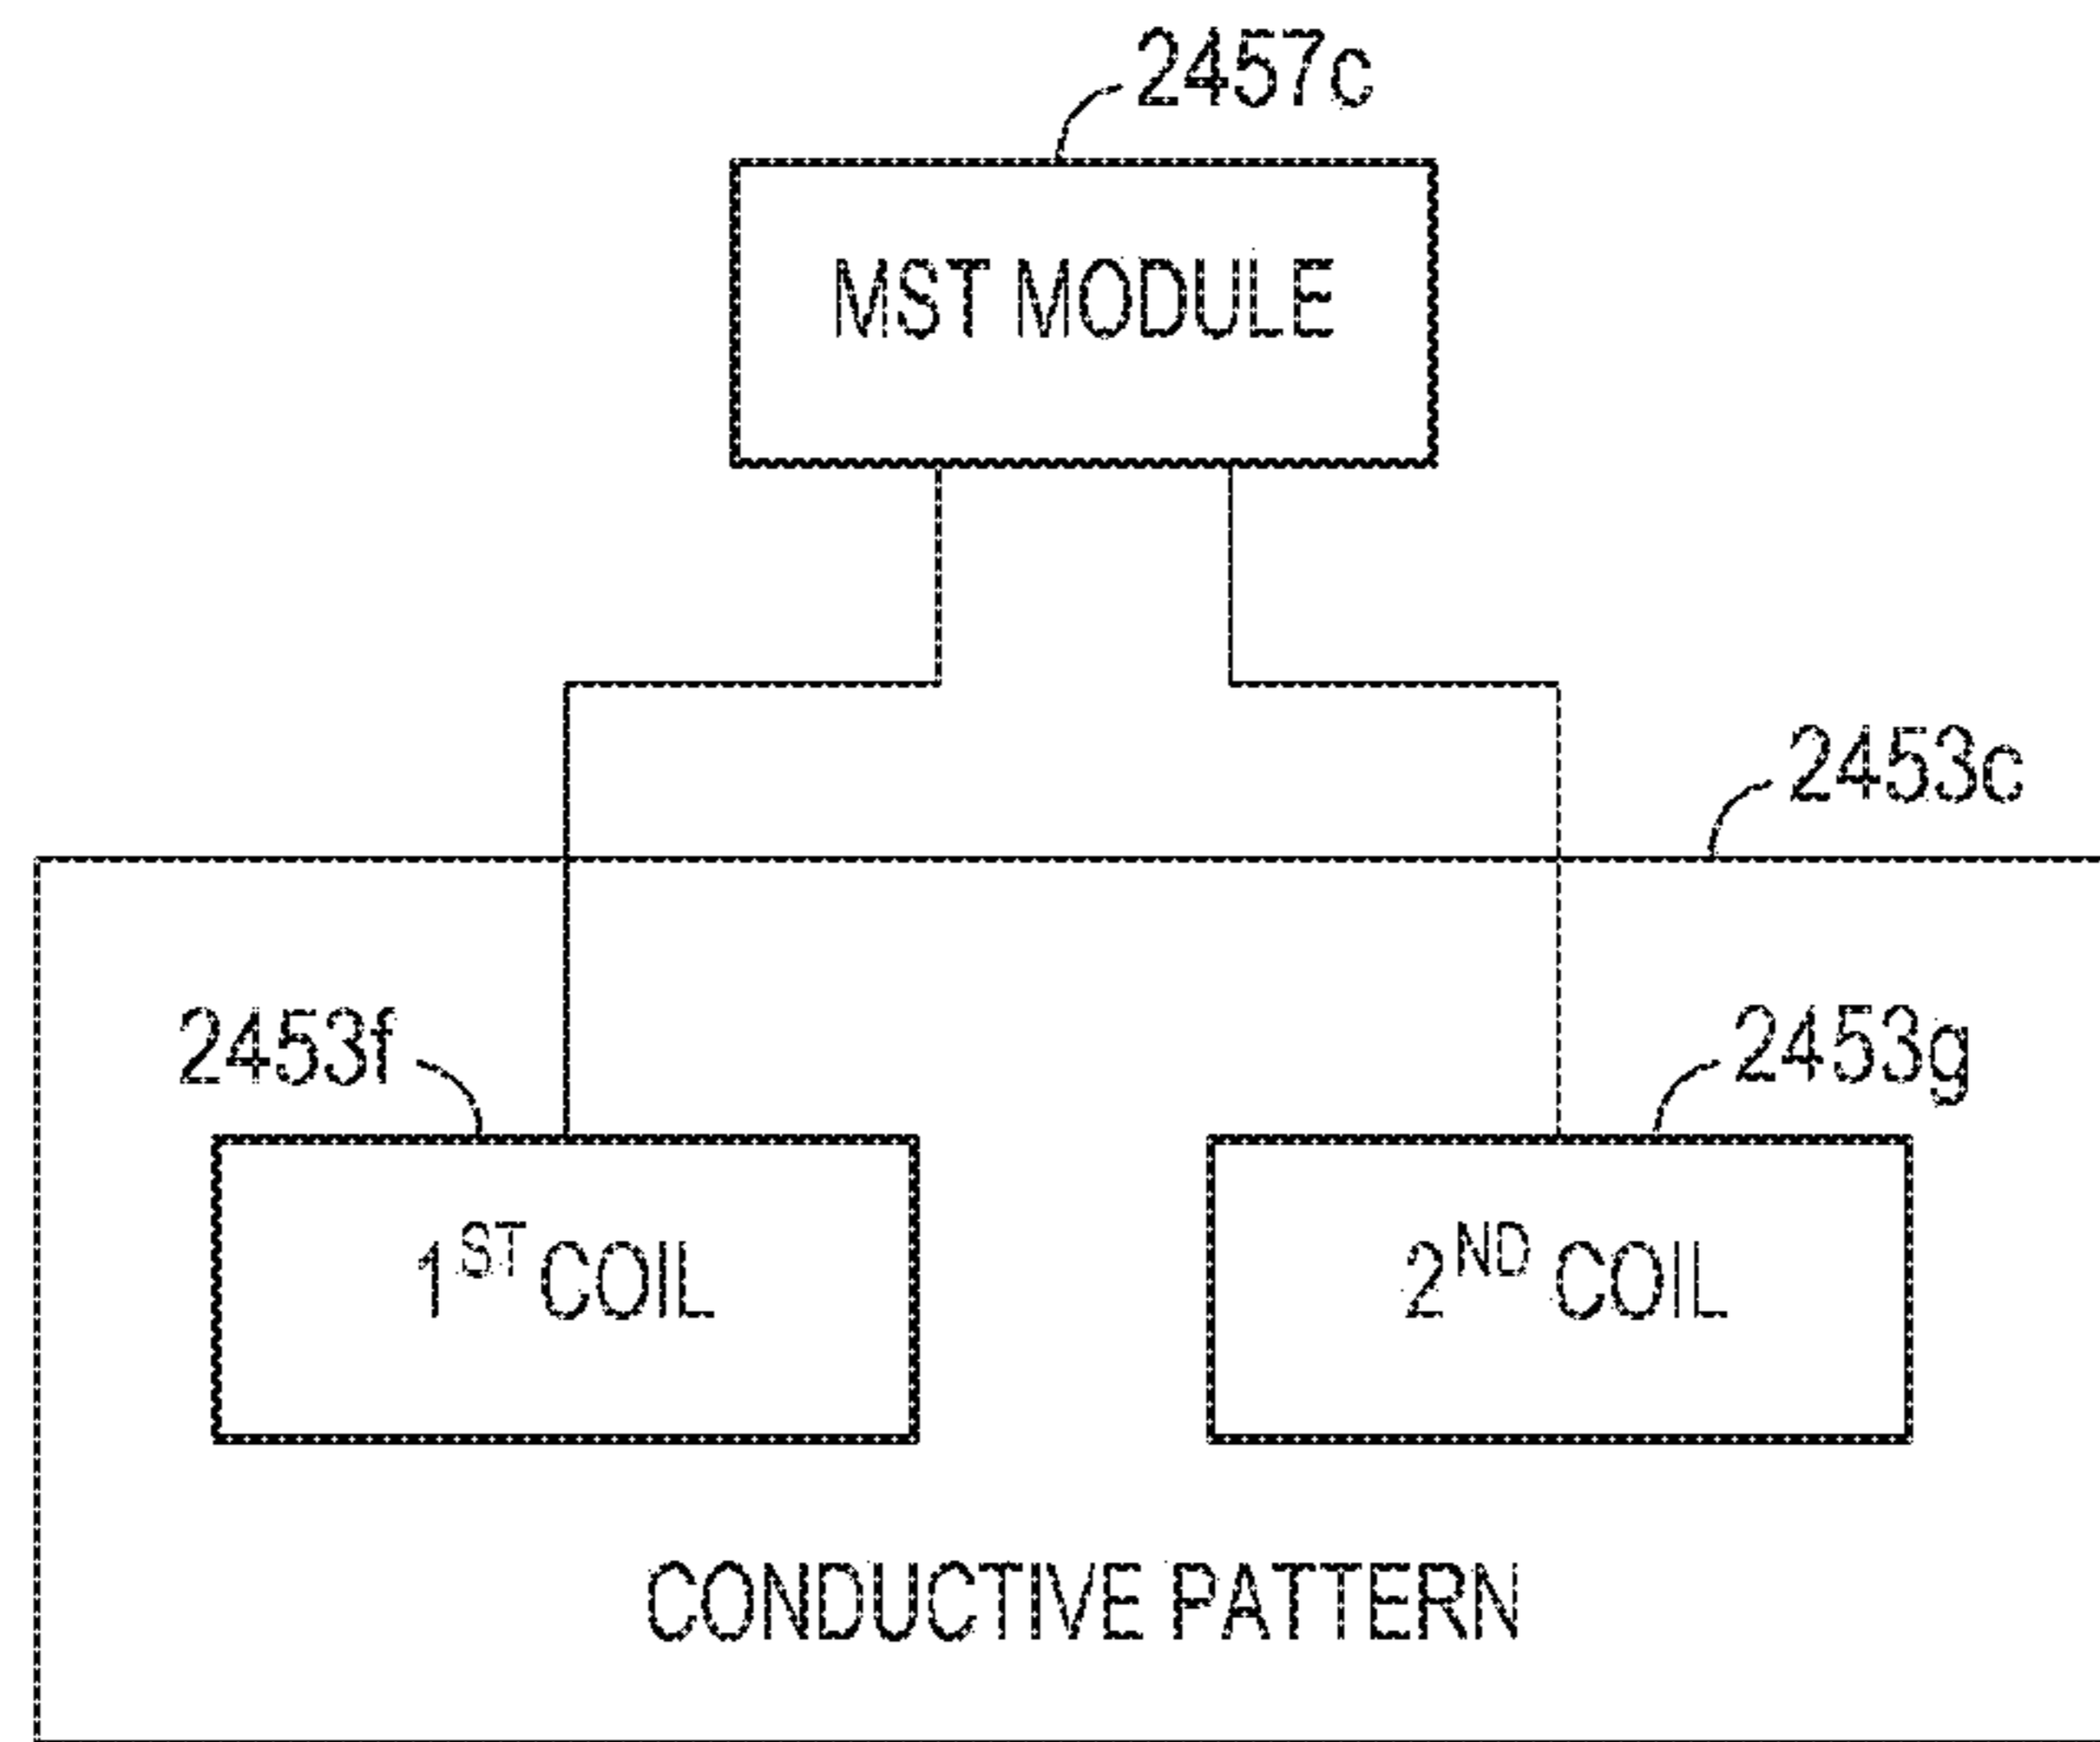 2457c
MST MODULE
2453c
2453f
2453g
1ST COIL
2ND COIL
CONDUCTIVE PATTERN